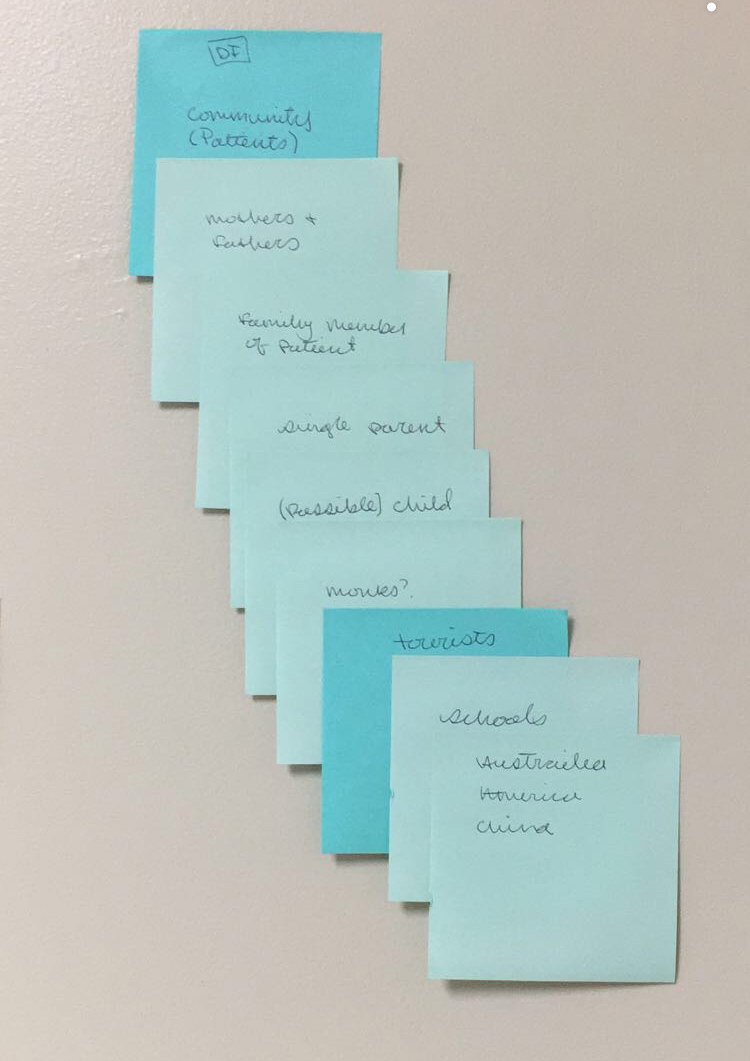 DF
community
(Patients)
mothers +
fathers
family member
of patient
single parent
(possible) child
monks?
tourists
schools
Australia
America
China